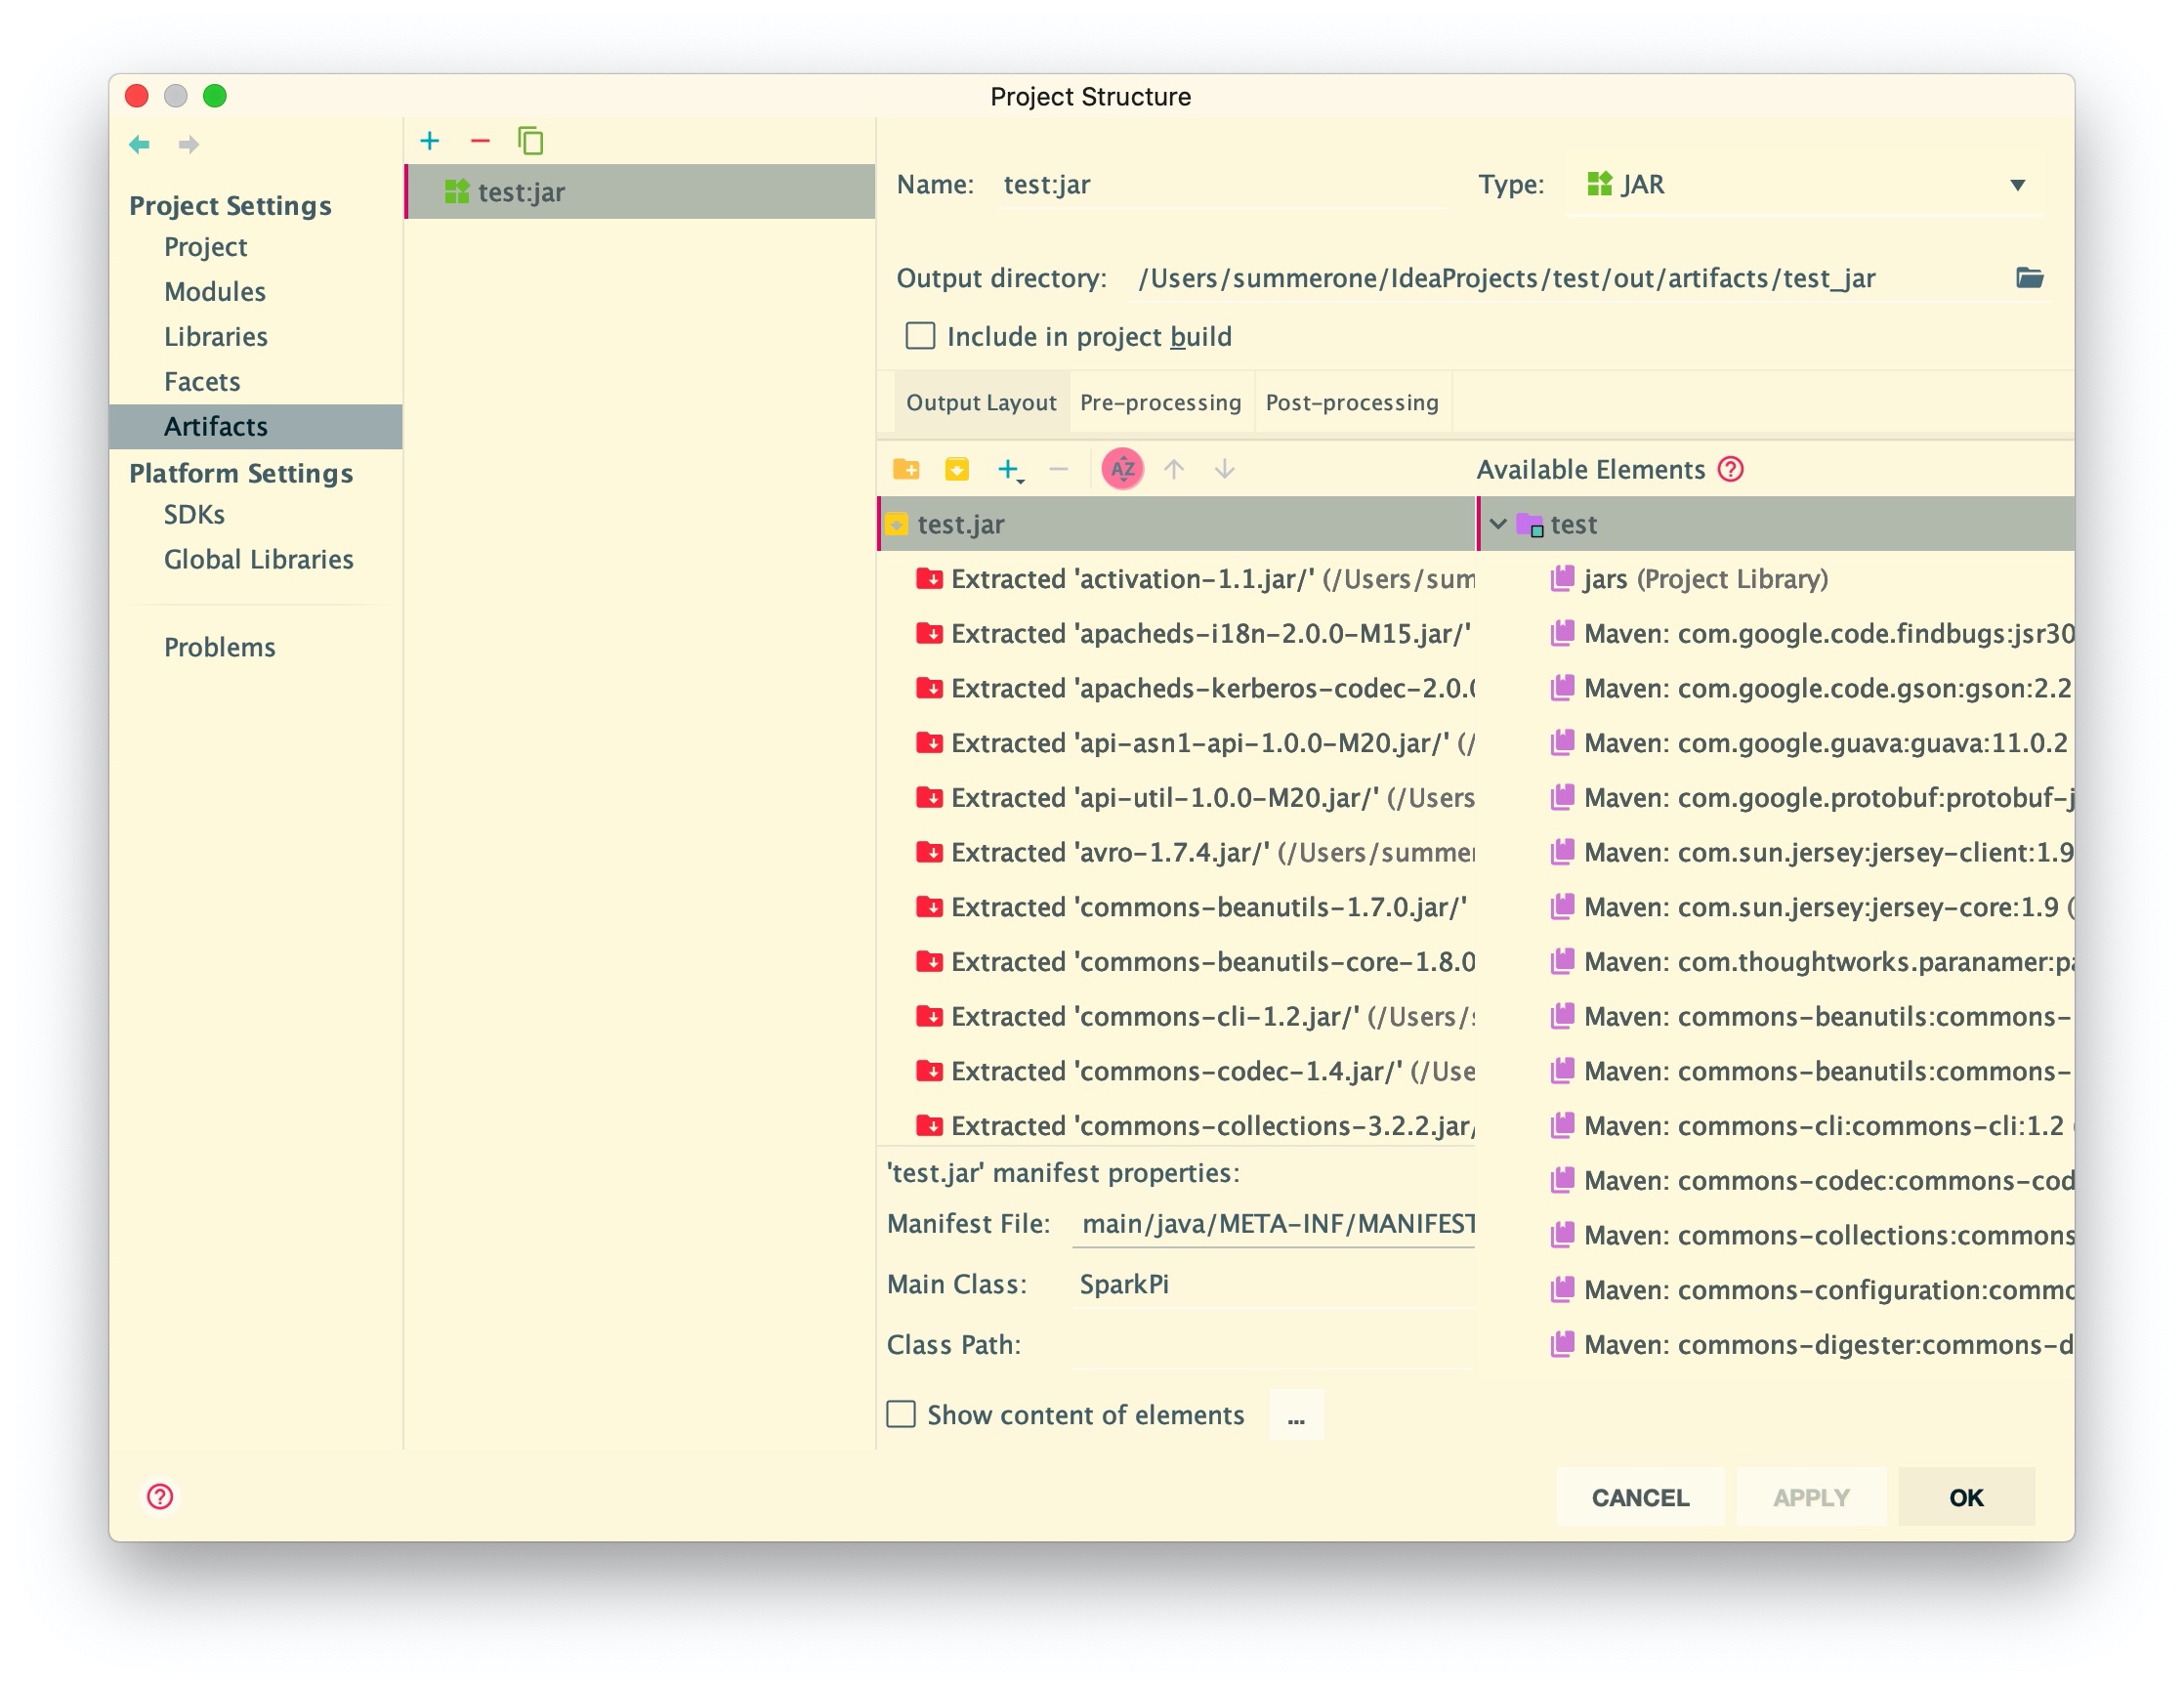 Project Structure
Project Settings
Project
Modules
Libraries
Facets
Artifacts
Platform Settings
SDKs
Global Libraries
Problems
test:jar
Name: test:jar
Type: JAR
Output directory: /Users/summerone/IdeaProjects/test/out/artifacts/test_jar
Include in project build
Output Layout Pre-processing Post-processing
AZ
test.jar
Extracted 'activation-1.1.jar/' (/Users/sum
Extracted 'apacheds-i18n-2.0.0-M15.jar/'
Extracted 'apacheds-kerberos-codec-2.0.0
Extracted 'api-asn1-api-1.0.0-M20.jar/' (/
Extracted 'api-util-1.0.0-M20.jar/' (/Users
Extracted 'avro-1.7.4.jar/' (/Users/summer
Extracted 'commons-beanutils-1.7.0.jar/'
Extracted 'commons-beanutils-core-1.8.0
Extracted 'commons-cli-1.2.jar/' (/Users/s
Extracted 'commons-codec-1.4.jar/' (/Use
Extracted 'commons-collections-3.2.2.jar/
'test.jar' manifest properties:
Manifest File: main/java/META-INF/MANIFEST
Main Class: SparkPi
Class Path:
Show content of elements ...
Available Elements ?
test
jars (Project Library)
Maven: com.google.code.findbugs:jsr30
Maven: com.google.code.gson:gson:2.2
Maven: com.google.guava:guava:11.0.2
Maven: com.google.protobuf:protobuf-j
Maven: com.sun.jersey:jersey-client:1.9
Maven: com.sun.jersey:jersey-core:1.9 (
Maven: com.thoughtworks.paranamer:pa
Maven: commons-beanutils:commons-
Maven: commons-beanutils:commons-
Maven: commons-cli:commons-cli:1.2 (
Maven: commons-codec:commons-cod
Maven: commons-collections:commons
Maven: commons-configuration:commo
Maven: commons-digester:commons-d
?
CANCEL APPLY OK